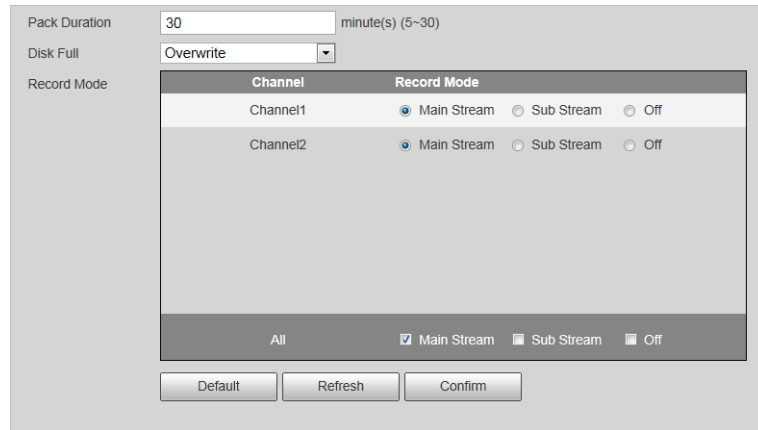 Pack Duration 30 minute(s) (5~30)
Disk Full Overwrite
Record Mode Channel Record Mode
Channel1 Main Stream Sub Stream Off
Channel2 Main Stream Sub Stream Off
All Main Stream Sub Stream Off
Default Refresh Confirm